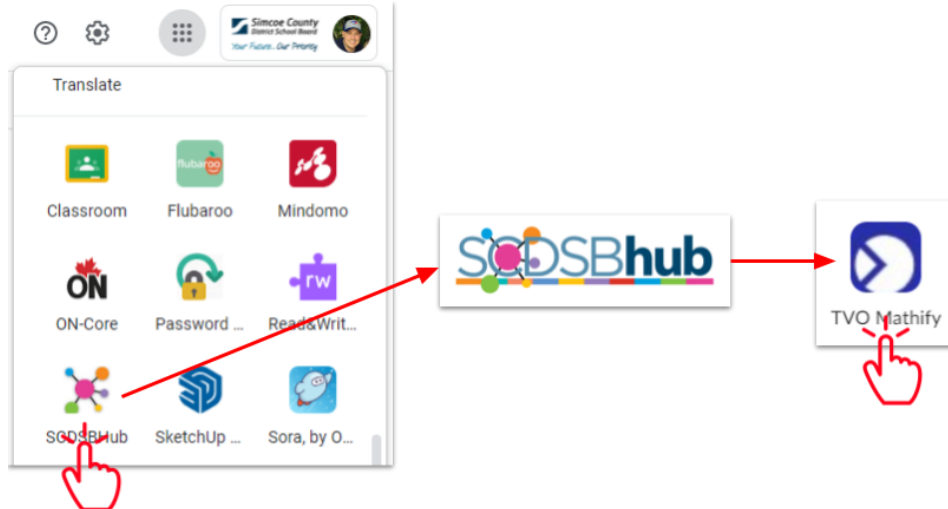 Simcoe County
District School Board
Your Future. Our Priority
Translate
flubaroo
Classroom Flubaroo Mindomo
ON
rw
ON-Core Password ... Read&Writ...
SCDSBhub
SCDSBHub SketchUp ... Sora, by O...
TVO Mathify